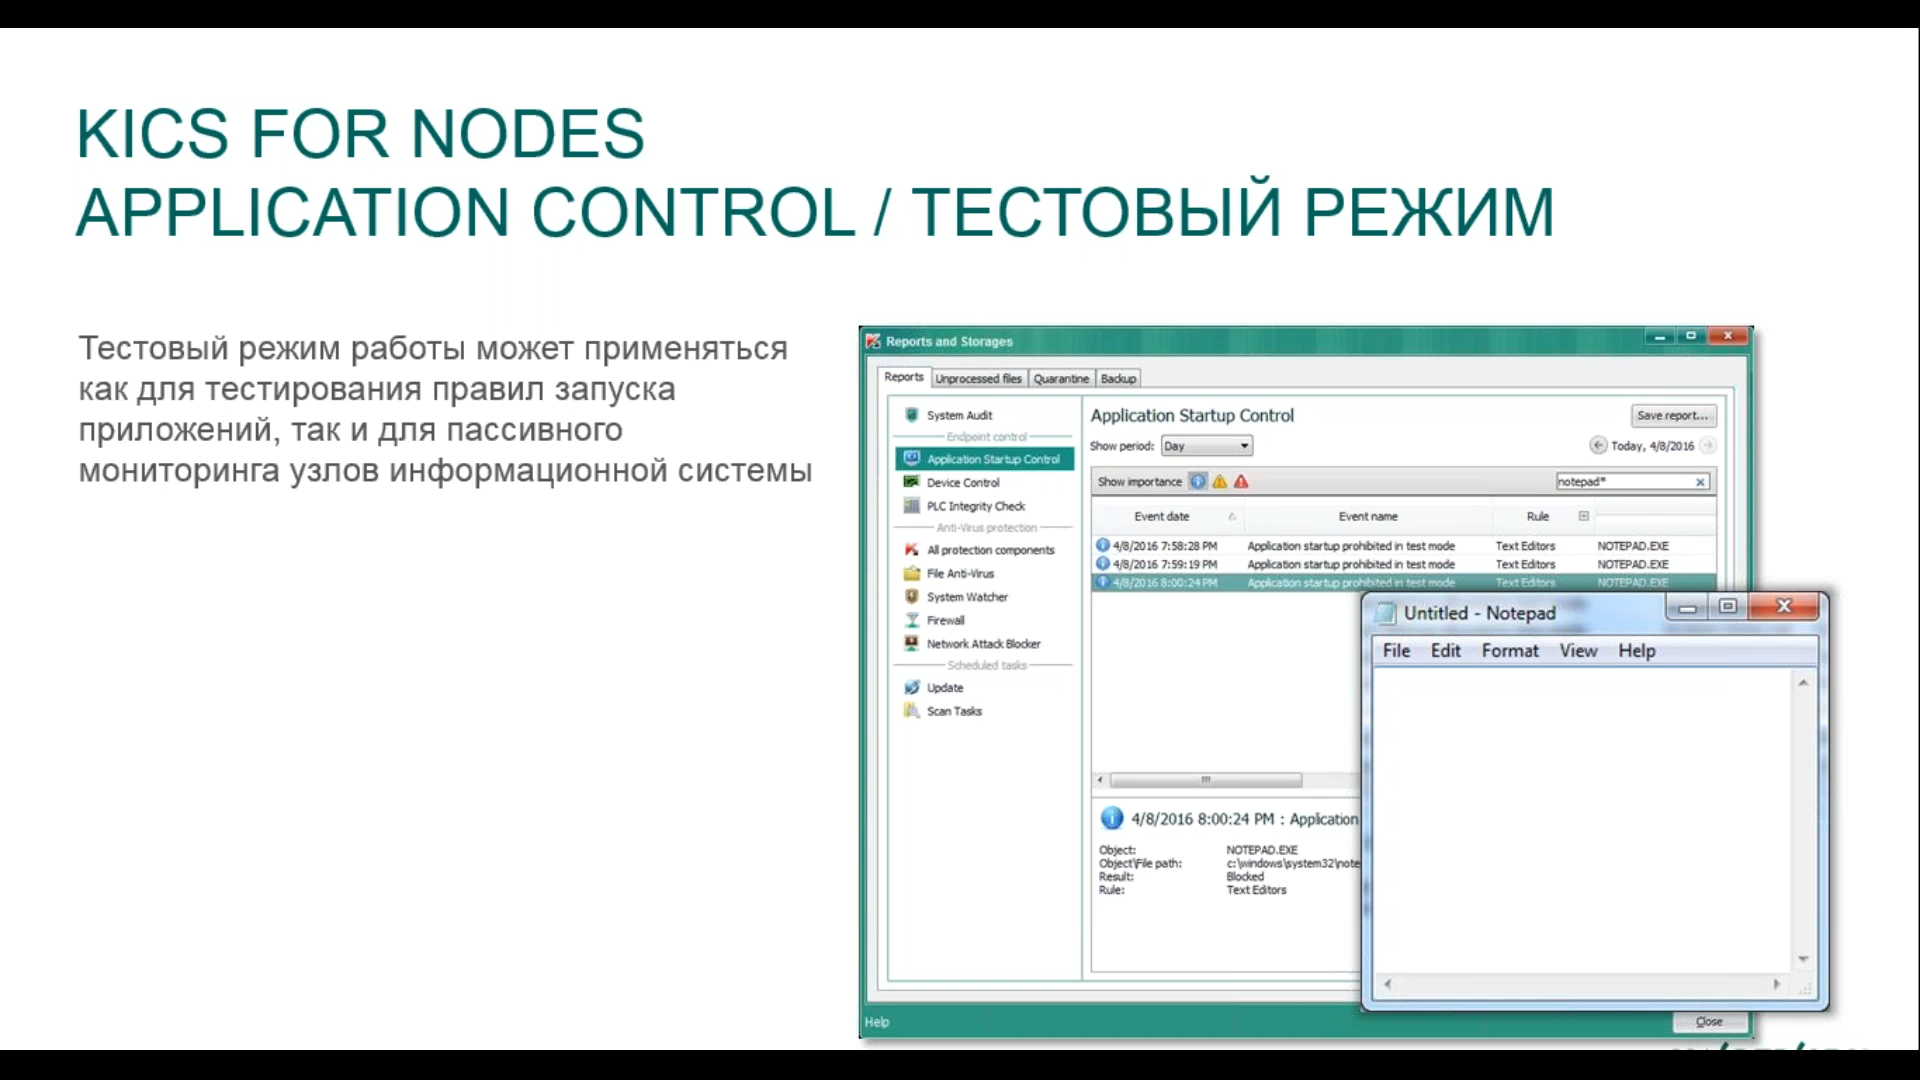 KICS FOR NODES
APPLICATION CONTROL / ТЕСТОВЫЙ РЕЖИМ
Тестовый режим работы может применяться
как для тестирования правил запуска
приложений, так и для пассивного
мониторинга узлов информационной системы
Reports and Storages
Reports Unprocessed files Quarantine Backup
System Audit
Endpoint control
Application Startup Control
Device Control
PLC Integrity Check
Anti-Virus protection
All protection components
File Anti-Virus
System Watcher
Firewall
Network Attack Blocker
Scheduled tasks
Update
Scan Tasks
Application Startup Control Save report...
Show period: Day Today, 4/8/2016
Show importance notepad*
Event date Event name Rule
4/8/2016 7:58:28 PM Application startup prohibited in test mode Text Editors NOTEPAD.EXE
4/8/2016 7:59:19 PM Application startup prohibited in test mode Text Editors NOTEPAD.EXE
4/8/2016 8:00:24 PM Application startup prohibited in test mode Text Editors NOTEPAD.EXE
4/8/2016 8:00:24 PM : Application
Object: NOTEPAD.EXE
Object\File path: c:\windows\system32\note
Result: Blocked
Rule: Text Editors
Untitled - Notepad
File Edit Format View Help
Help
Close